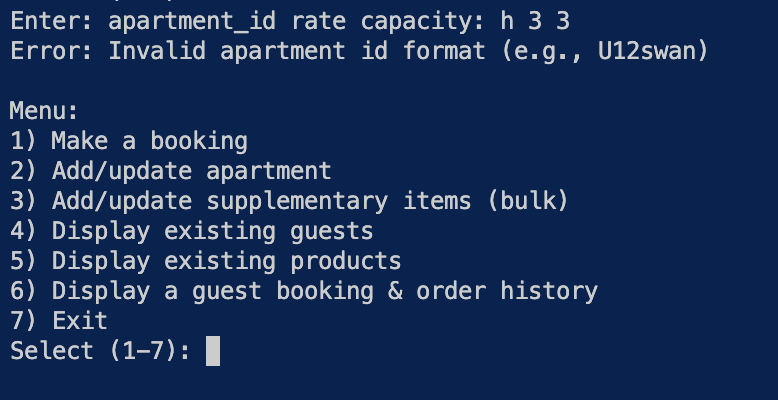 Enter: apartment_id rate capacity: h 3 3
Error: Invalid apartment id format (e.g., U12swan)
Menu:
1) Make a booking
2) Add/update apartment
3) Add/update supplementary items (bulk)
4) Display existing guests
5) Display existing products
6) Display a guest booking & order history
7) Exit
Select (1-7):